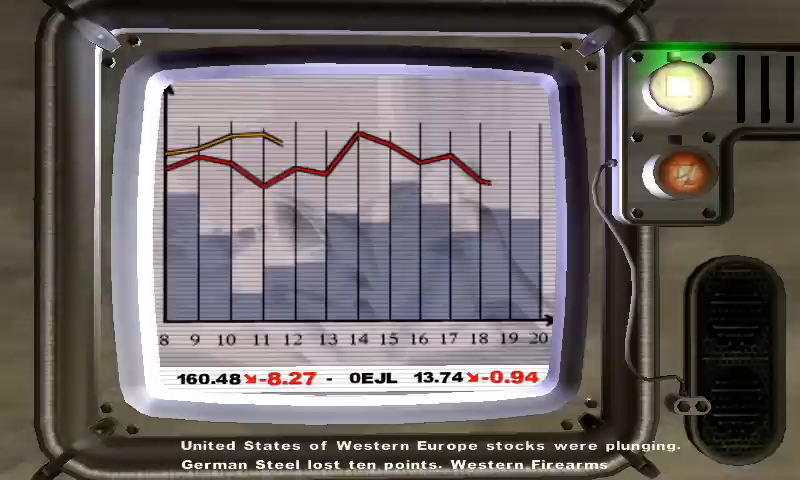 8 9 10 11 12 13 14 15 16 17 18 19 20
160.48 -8.27 - 0EJL 13.74 -0.94
United States of Western Europe stocks were plunging.
German Steel lost ten points. Western Firearms